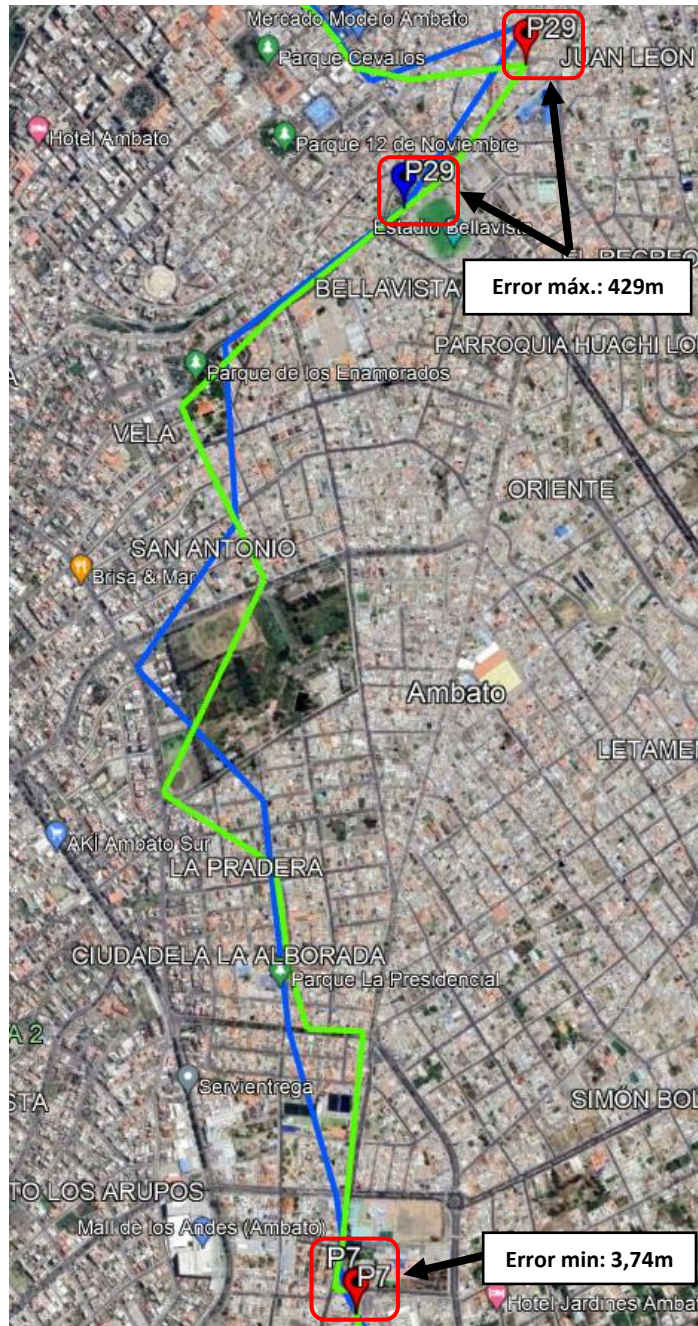 Mercado Modelo Ambato
P29
Parque Cevallos
JUAN LEON
Hotel Ambato
Parque 12 de Noviembre
P29
Estadio Bellavista
EL RECREO
Error máx.: 429m
BELLAVISTA
PARROQUIA HUACHI LO
Parque de los Enamorados
VELA
ORIENTE
SAN ANTONIO
Brisa & Mar
Ambato
LETAMEN
AKÍ Ambato Sur
LA PRADERA
CIUDADELA LA ALBORADA
Parque La Presidencial
A 2
Servientrega
STA
SIMÓN BOL
TO LOS ARUPOS
Mall de los Andes (Ambato)
P7
P7
Error min: 3,74m
Hotel Jardines Ambat